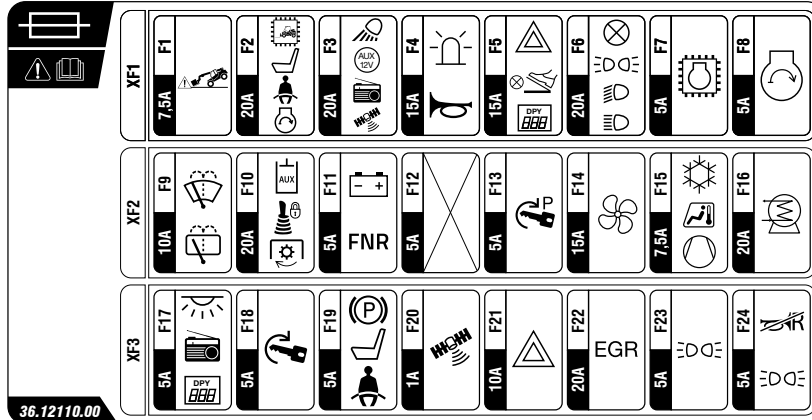 XF1
F1 7,5A
F2 20A
F3 20A AUX 12V
F4 15A
F5 15A DPY 888
F6 20A
F7 5A
F8 5A
XF2
F9 10A
F10 20A AUX
F11 5A - + FNR
F12 5A
F13 5A P
F14 15A
F15 7,5A
F16 20A
XF3
F17 5A DPY 888
F18 5A
F19 5A P
F20 1A
F21 10A
F22 20A EGR
F23 5A
F24 5A
36.12110.00